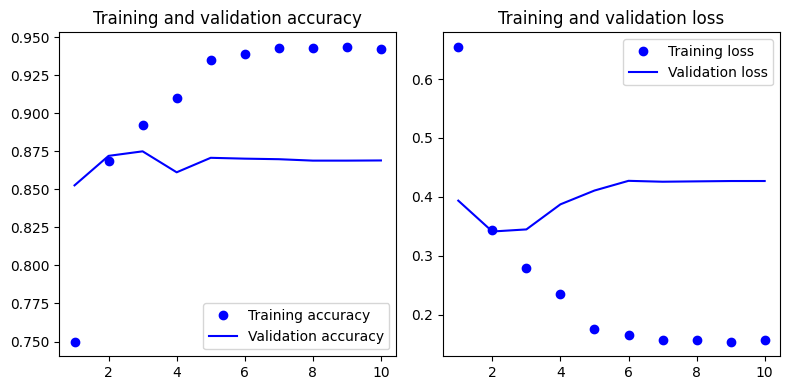 Training and validation accuracy
0.950
0.925
0.900
0.875
0.850
0.825
0.800
0.775
0.750
2 4 6 8 10
Training accuracy
Validation accuracy
Training and validation loss
0.6
0.5
0.4
0.3
0.2
2 4 6 8 10
Training loss
Validation loss